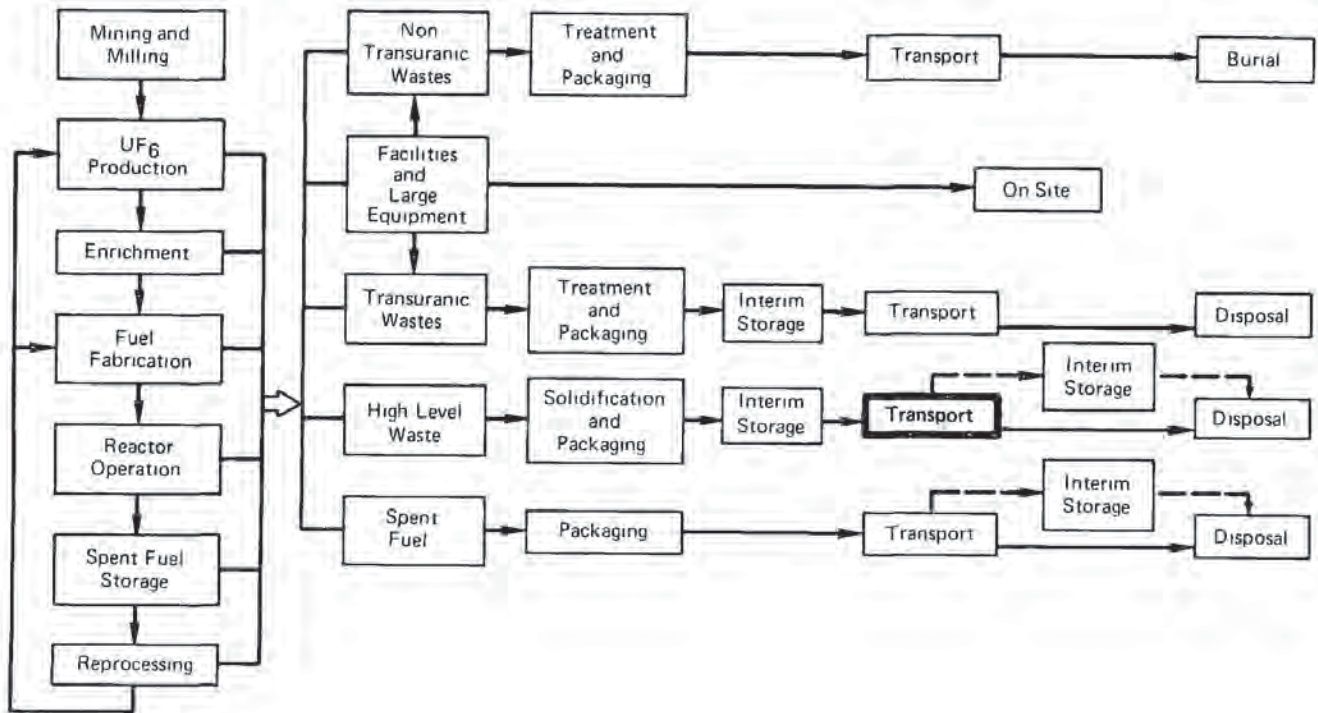 Mining and
Milling
UF6
Production
Enrichment
Fuel
Fabrication
Reactor
Operation
Spent Fuel
Storage
Reprocessing
Non
Transuranic
Wastes
Treatment
and
Packaging
Transport
Burial
Facilities
and
Large
Equipment
On Site
Transuranic
Wastes
Treatment
and
Packaging
Interim
Storage
Transport
Disposal
High Level
Waste
Solidification
and
Packaging
Interim
Storage
Transport
Interim
Storage
Disposal
Spent
Fuel
Packaging
Transport
Interim
Storage
Disposal